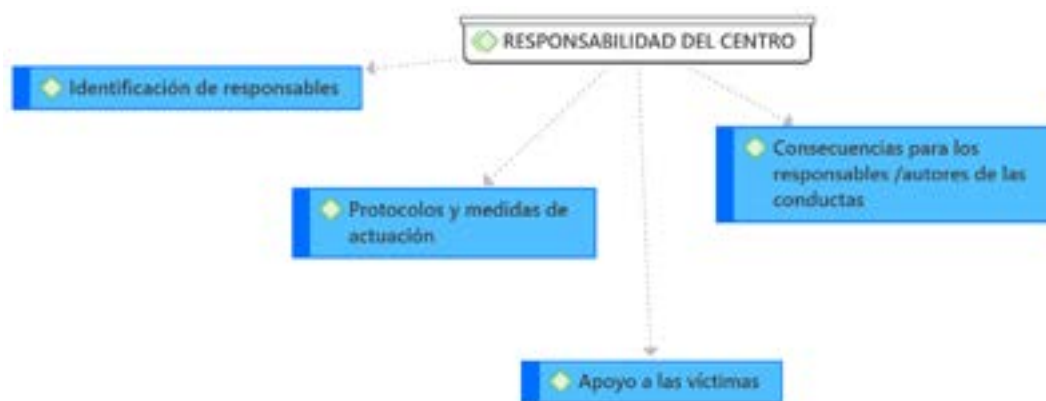 RESPONSABILIDAD DEL CENTRO
Identificación de responsables
Consecuencias para los
responsables /autores de las
conductas
Protocolos y medidas de
actuación
Apoyo a las víctimas